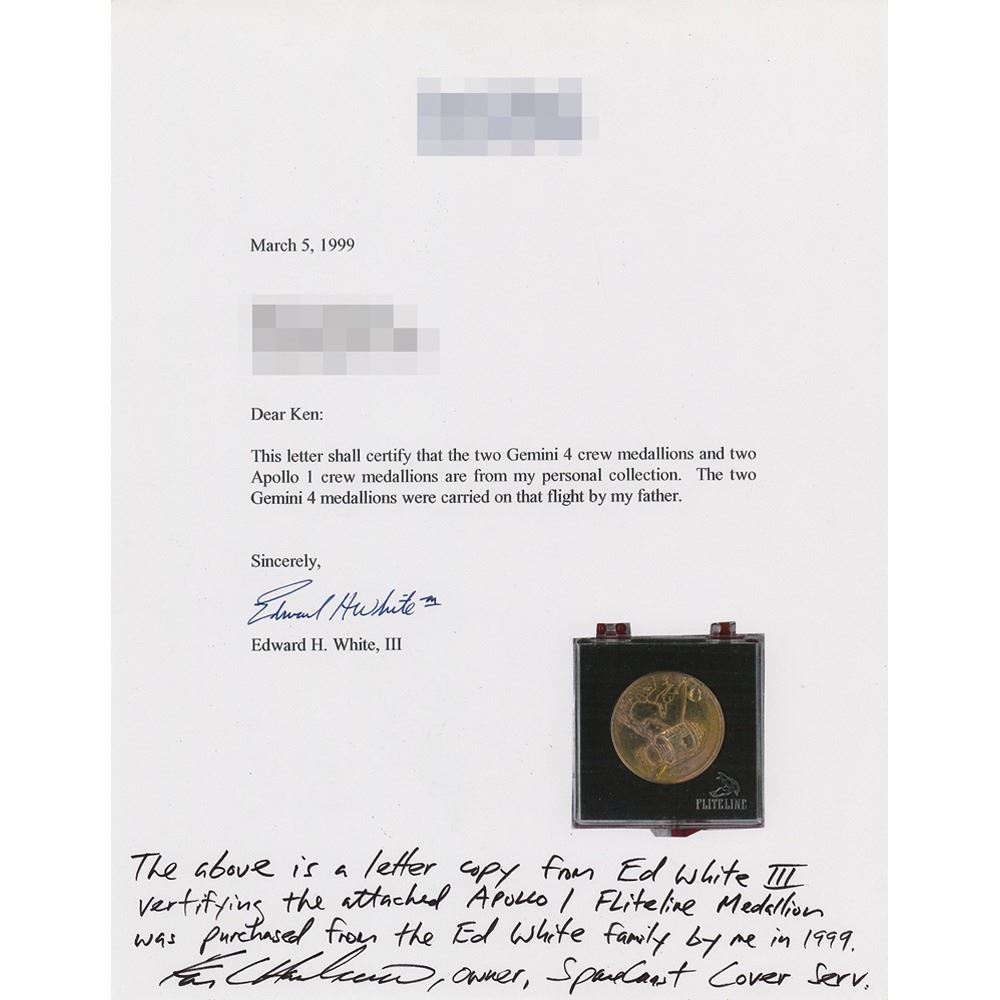 March 5, 1999
Dear Ken:
This letter shall certify that the two Gemini 4 crew medallions and two
Apollo 1 crew medallions are from my personal collection. The two
Gemini 4 medallions were carried on that flight by my father.
Sincerely,
Edward H White III
Edward H. White, III
FLITELINE
The above is a letter copy from Ed White III
vertifying the attached Apollo 1 Fliteline Medallion
was purchased from the Ed White family by me in 1999.
, owner, SpaceCoast Cover Serv.